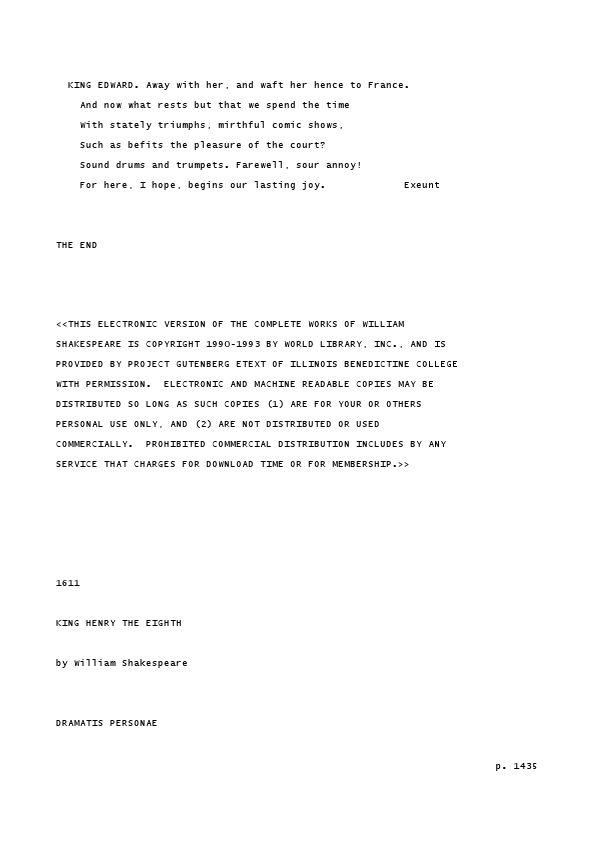 KING EDWARD. Away with her, and waft her hence to France.
And now what rests but that we spend the time
With stately triumphs, mirthful comic shows,
Such as befits the pleasure of the court?
Sound drums and trumpets. Farewell, sour annoy!
For here, I hope, begins our lasting joy. Exeunt
THE END
<<THIS ELECTRONIC VERSION OF THE COMPLETE WORKS OF WILLIAM
SHAKESPEARE IS COPYRIGHT 1990-1993 BY WORLD LIBRARY, INC., AND IS
PROVIDED BY PROJECT GUTENBERG ETEXT OF ILLINOIS BENEDICTINE COLLEGE
WITH PERMISSION.  ELECTRONIC AND MACHINE READABLE COPIES MAY BE
DISTRIBUTED SO LONG AS SUCH COPIES (1) ARE FOR YOUR OR OTHERS
PERSONAL USE ONLY, AND (2) ARE NOT DISTRIBUTED OR USED
COMMERCIALLY.  PROHIBITED COMMERCIAL DISTRIBUTION INCLUDES BY ANY
SERVICE THAT CHARGES FOR DOWNLOAD TIME OR FOR MEMBERSHIP.>>
1611
KING HENRY THE EIGHTH
by William Shakespeare
DRAMATIS PERSONAE
p. 1435